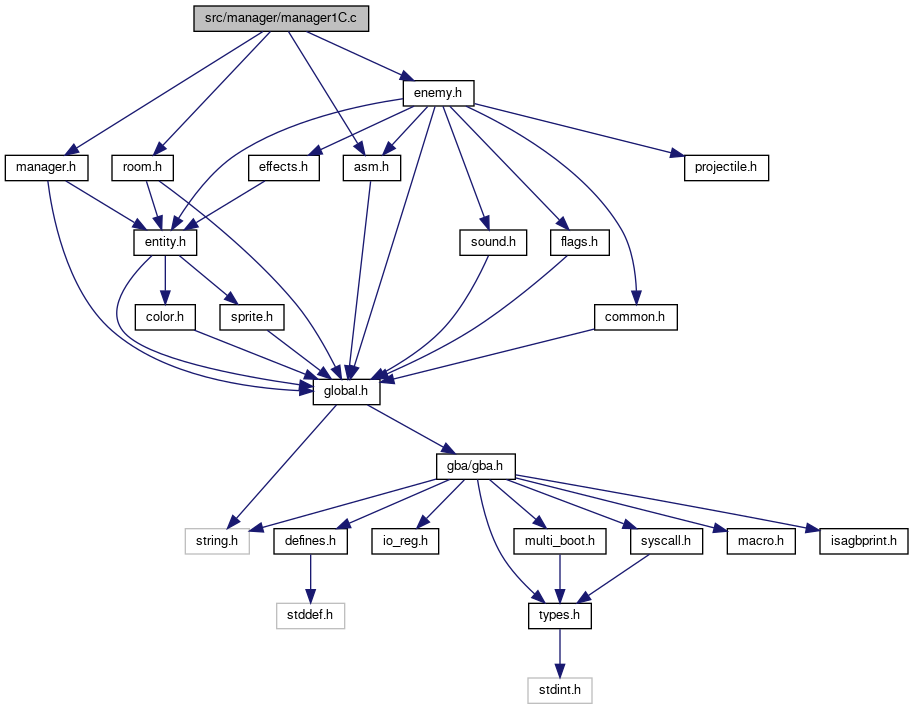 src/manager/manager1C.c
enemy.h
manager.h
room.h
effects.h
asm.h
projectile.h
entity.h
sound.h
flags.h
color.h
sprite.h
common.h
global.h
gba/gba.h
string.h
defines.h
io_reg.h
multi_boot.h
syscall.h
macro.h
isagbprint.h
stddef.h
types.h
stdint.h